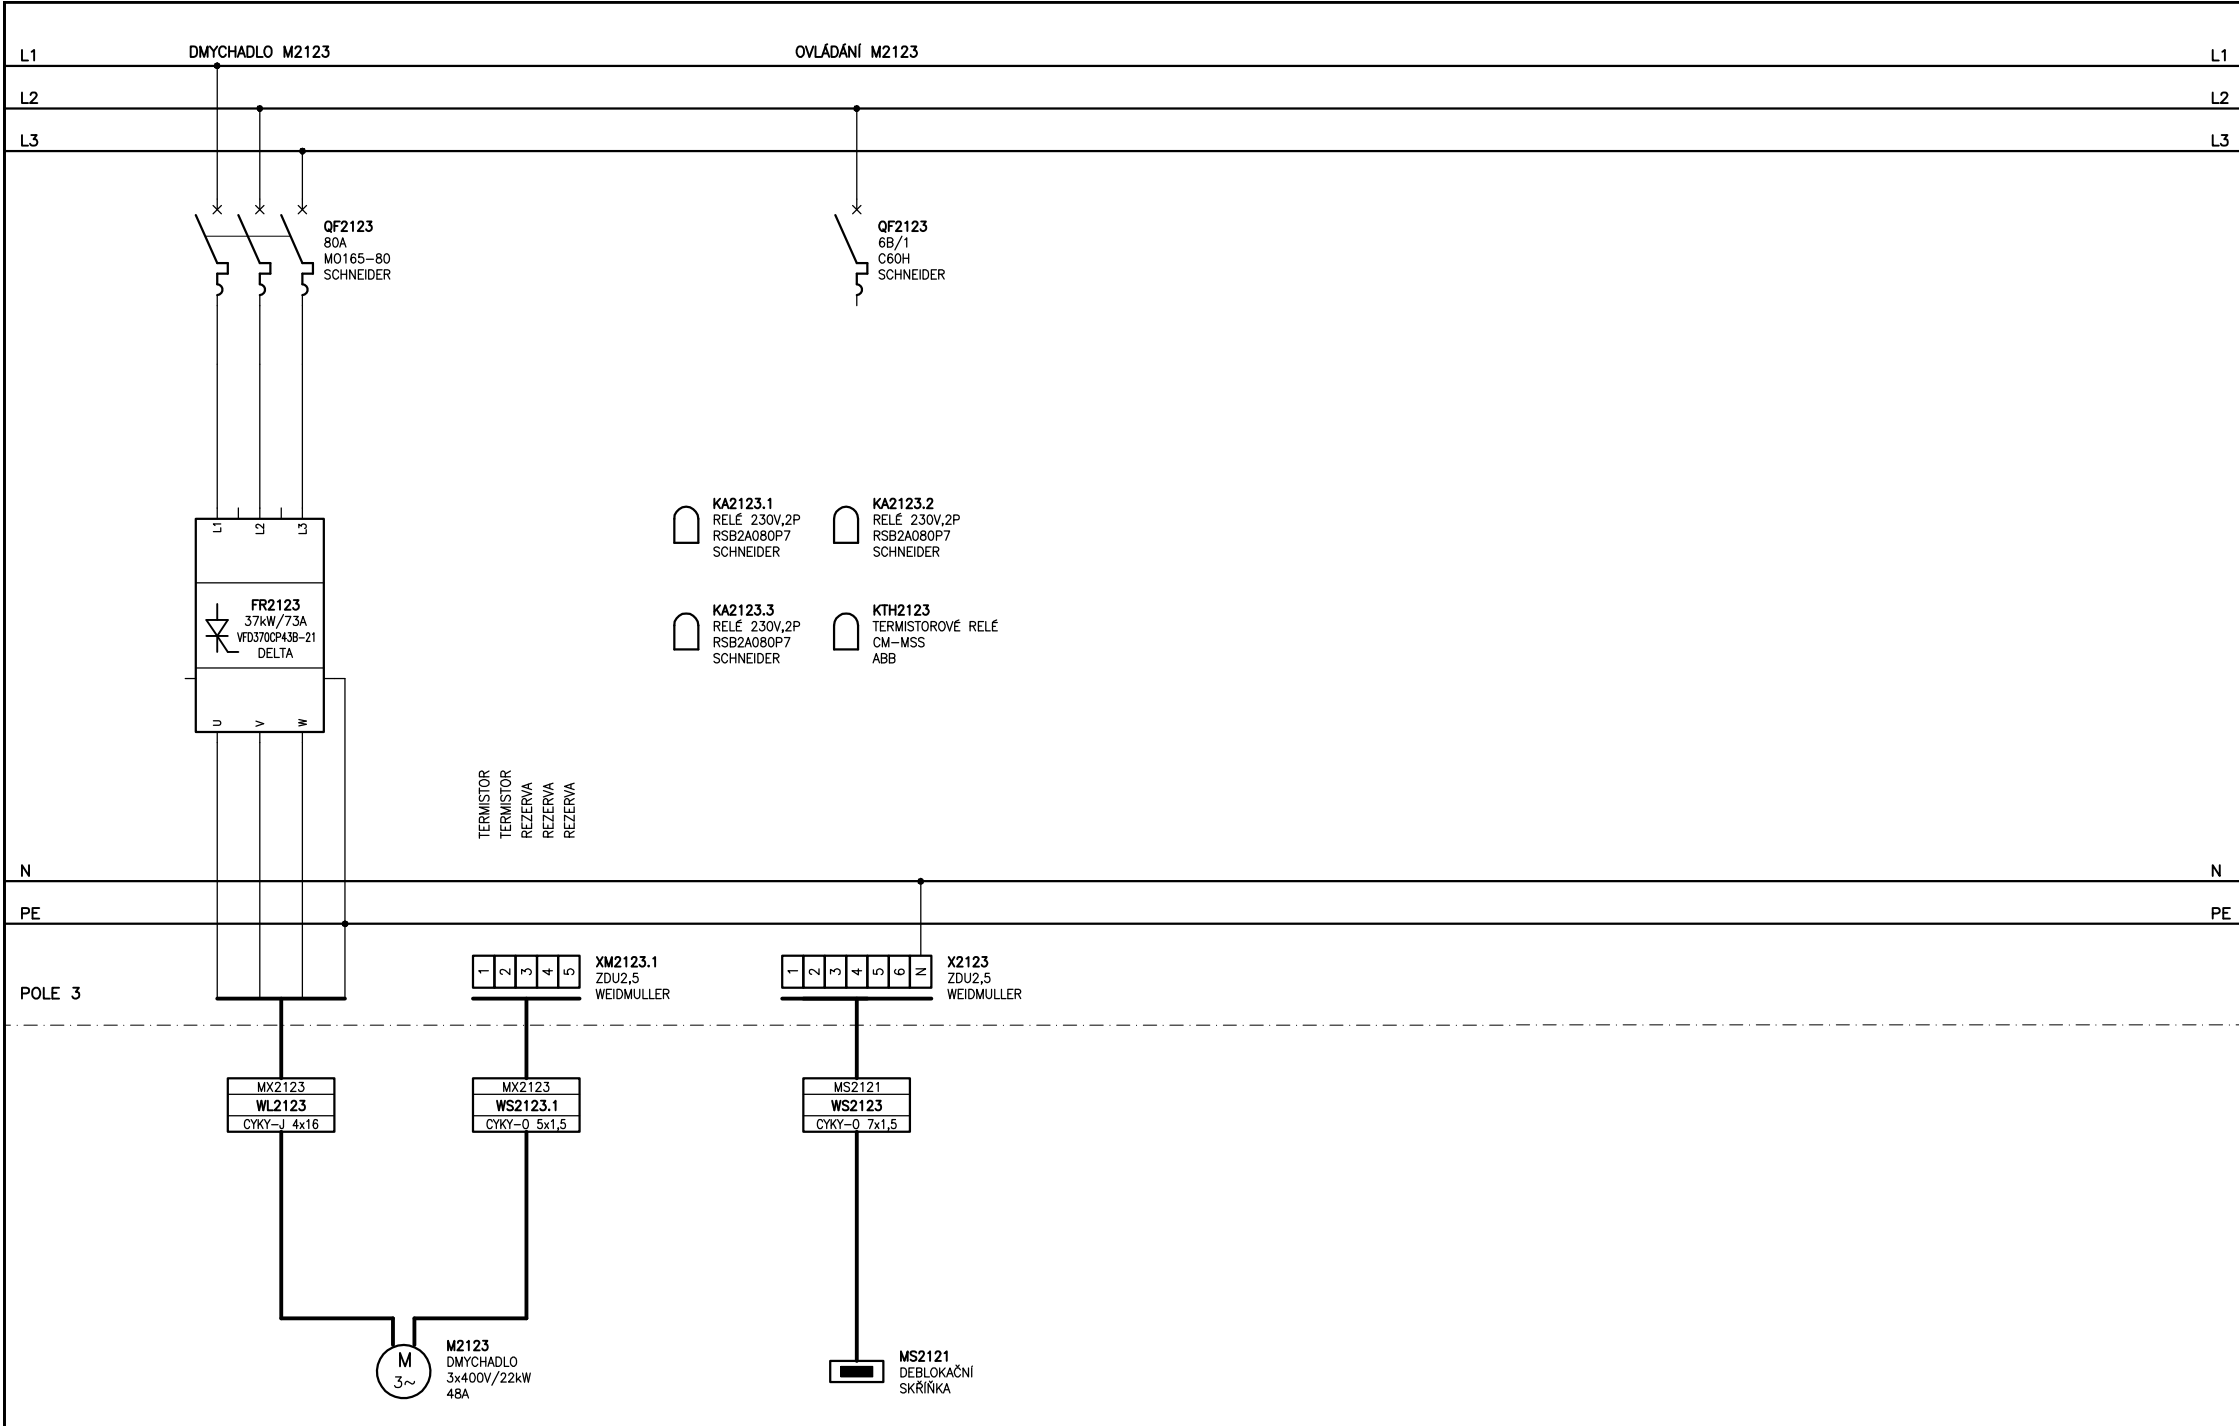 DMYCHADLO M2123
OVLÁDÁNÍ M2123
L1
L1
L2
L2
L3
L3
QF2123
80A
MO165-80
SCHNEIDER
QF2123
6B/1
C60H
SCHNEIDER
L1
L2
L3
FR2123
37kW/73A
VFD370CP43B-21
DELTA
U
V
W
KA2123.1
RELÉ 230V,2P
RSB2A080P7
SCHNEIDER
KA2123.2
RELÉ 230V,2P
RSB2A080P7
SCHNEIDER
KA2123.3
RELÉ 230V,2P
RSB2A080P7
SCHNEIDER
KTH2123
TERMISTOROVÉ RELÉ
CM-MSS
ABB
TERMISTOR
TERMISTOR
REZERVA
REZERVA
REZERVA
N
N
PE
PE
POLE 3
1 2 3 4 5
XM2123.1
ZDU2,5
WEIDMULLER
1 2 3 4 5 6 N
X2123
ZDU2,5
WEIDMULLER
MX2123
WL2123
CYKY-J 4x16
MX2123
WS2123.1
CYKY-O 5x1,5
MS2121
WS2123
CYKY-O 7x1,5
M
3~
M2123
DMYCHADLO
3x400V/22kW
48A
MS2121
DEBLOKAČNÍ
SKŘÍŇKA